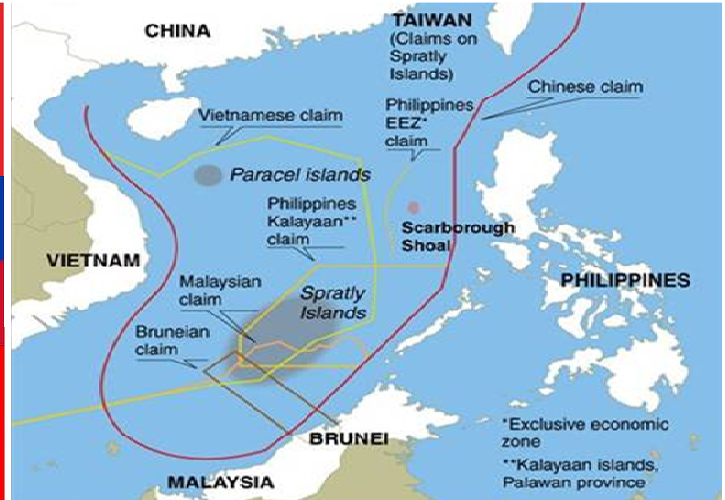 CHINA
TAIWAN
(Claims on
Spratly
Islands)
Chinese claim
Vietnamese claim
Philippines
EEZ*
claim
Paracel islands
Philippines
Kalayaan**
claim
Scarborough
Shoal
VIETNAM
Malaysian
claim
Spratly
Islands
PHILIPPINES
Bruneian
claim
*Exclusive economic
zone
BRUNEI
**Kalayaan islands,
Palawan province
MALAYSIA